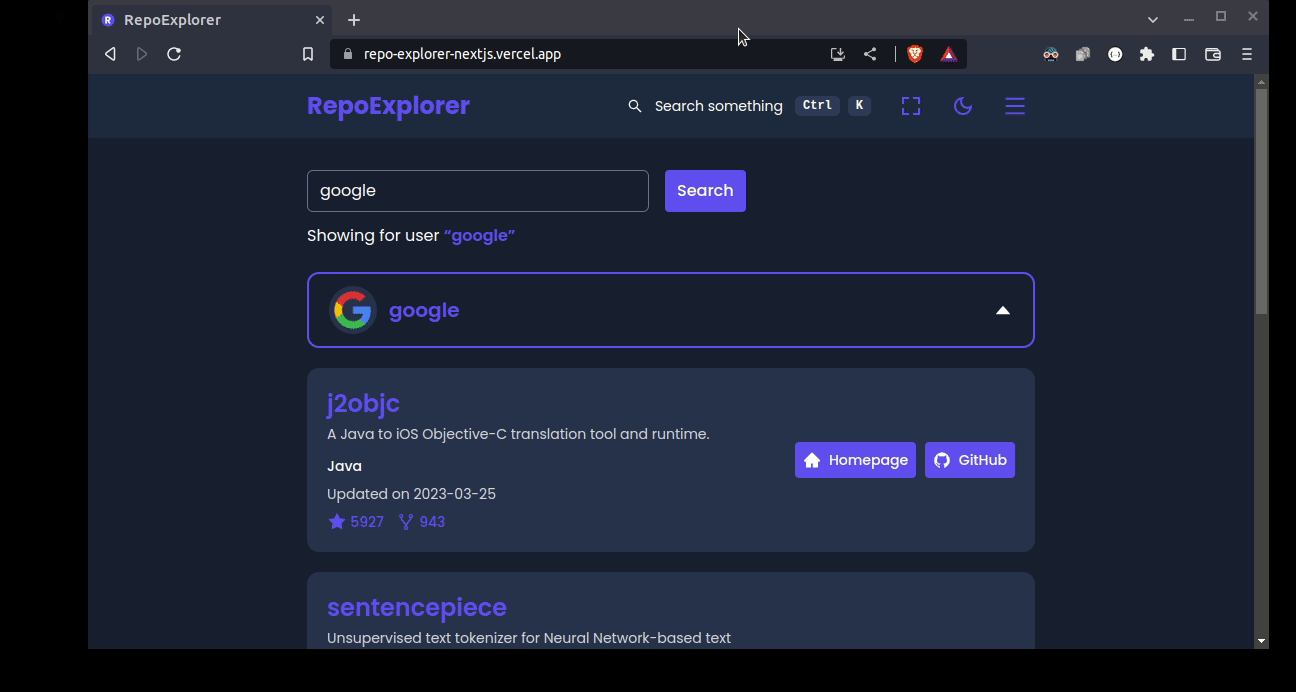 RepoExplorer
repo-explorer-nextjs.vercel.app
RepoExplorer
Search something Ctrl K
google
Search
Showing for user “google”
google
j2objc
A Java to iOS Objective-C translation tool and runtime.
Java
Updated on 2023-03-25
5927 943
Homepage
GitHub
sentencepiece
Unsupervised text tokenizer for Neural Network-based text